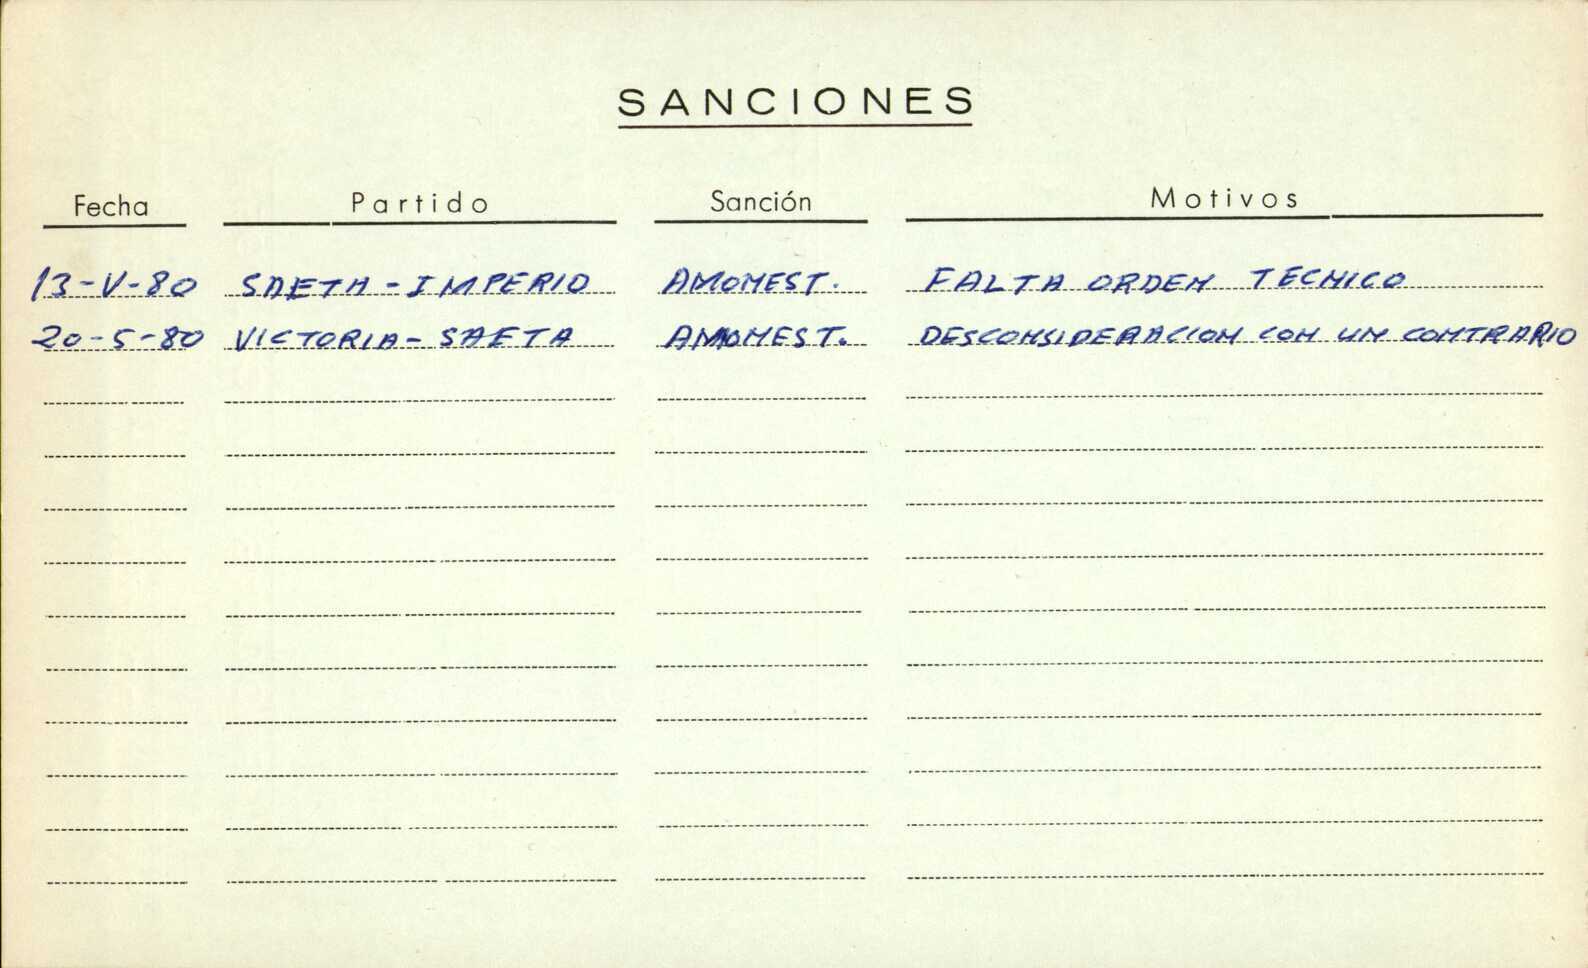 SANCIONES
Fecha Partido Sanción Motivos
13-V-80 SAETA-IMPERIO AMONEST. FALTA ORDEN TECNICO
20-5-80 VICTORIA-SAETA AMONEST. DESCONSIDERACION CON UN CONTRARIO